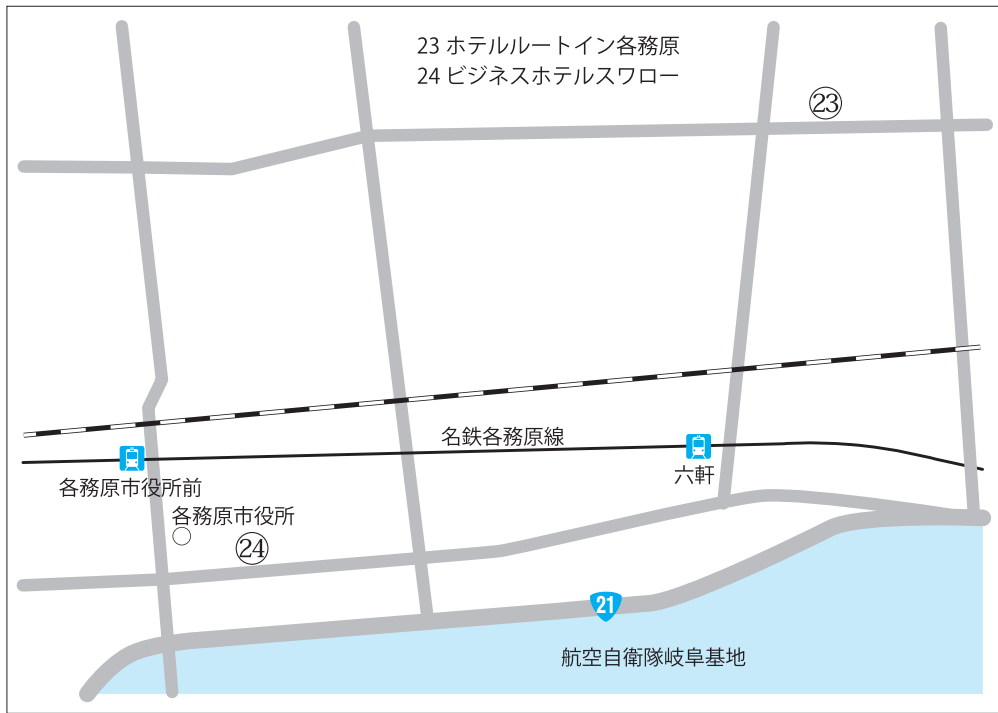 23 ホテルルートイン各務原
24 ビジネスホテルスワロー
㉓
名鉄各務原線
各務原市役所前
六軒
各務原市役所
㉔
21
航空自衛隊岐阜基地